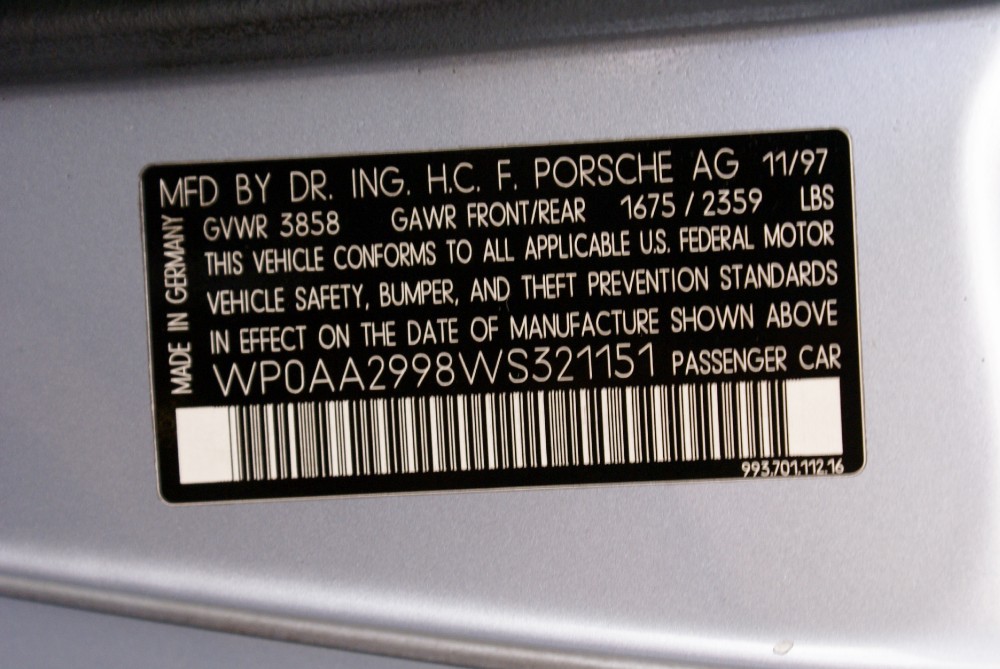 MFD BY DR. ING. H.C. F. PORSCHE AG 11/97
GVWR 3858 GAWR FRONT/REAR 1675 / 2359 LBS
THIS VEHICLE CONFORMS TO ALL APPLICABLE U.S. FEDERAL MOTOR
VEHICLE SAFETY, BUMPER, AND THEFT PREVENTION STANDARDS
IN EFFECT ON THE DATE OF MANUFACTURE SHOWN ABOVE
WP0AA2998WS321151 PASSENGER CAR
MADE IN GERMANY
993.701.112.16